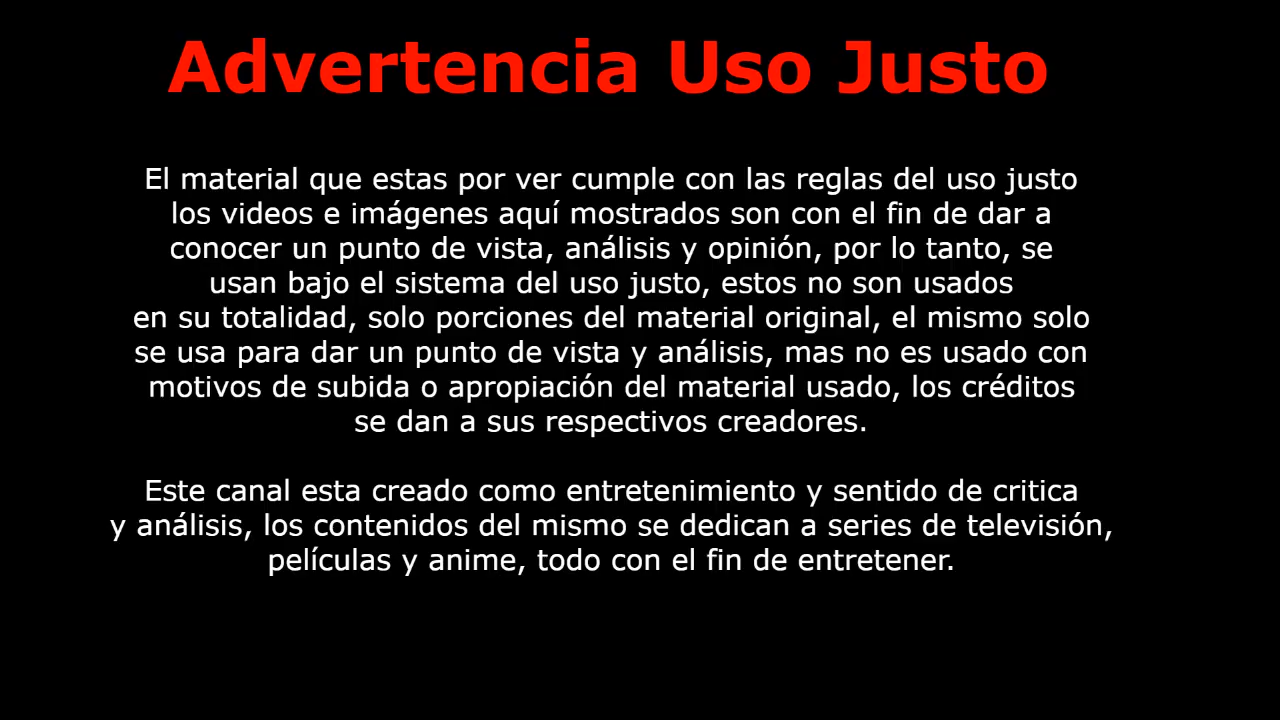 Advertencia Uso Justo
El material que estas por ver cumple con las reglas del uso justo
los videos e imágenes aquí mostrados son con el fin de dar a
conocer un punto de vista, análisis y opinión, por lo tanto, se
usan bajo el sistema del uso justo, estos no son usados
en su totalidad, solo porciones del material original, el mismo solo
se usa para dar un punto de vista y análisis, mas no es usado con
motivos de subida o apropiación del material usado, los créditos
se dan a sus respectivos creadores.
Este canal esta creado como entretenimiento y sentido de critica
y análisis, los contenidos del mismo se dedican a series de televisión,
películas y anime, todo con el fin de entretener.